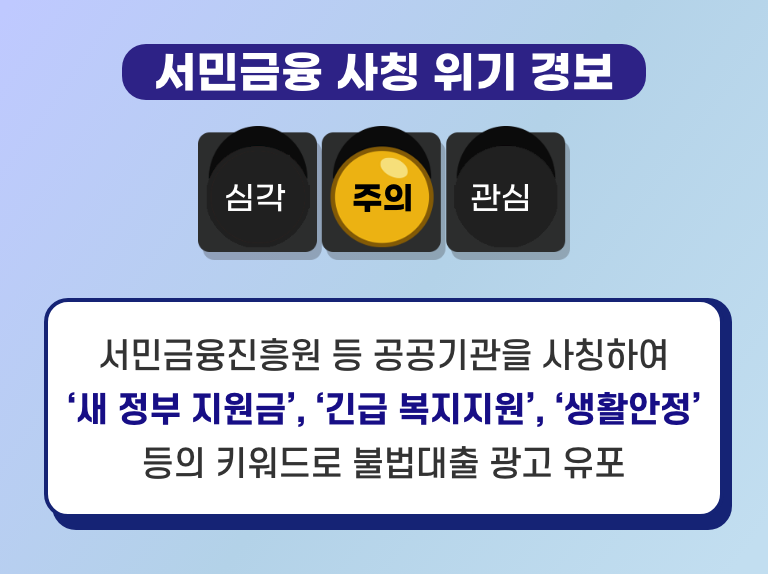 서민금융 사칭 위기 경보
심각 주의 관심
서민금융진흥원 등 공공기관을 사칭하여
‘새 정부 지원금’, ‘긴급 복지지원’, ‘생활안정’
등의 키워드로 불법대출 광고 유포